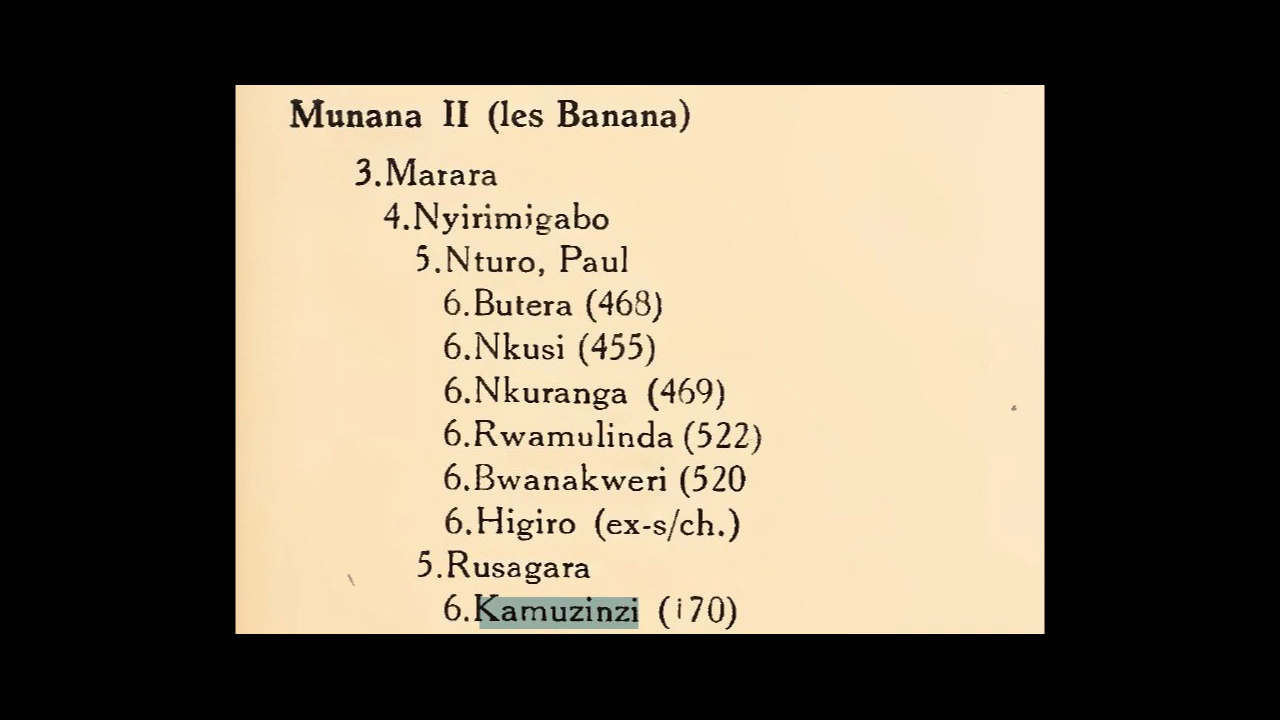 Munana II (les Banana)
3.Marara
4.Nyirimigabo
5.Nturo, Paul
6.Butera (468)
6.Nkusi (455)
6.Nkuranga (469)
6.Rwamulinda (522)
6.Bwanakweri (520
6.Higiro (ex-s/ch.)
5.Rusagara
6.Kamuzinzi (i70)